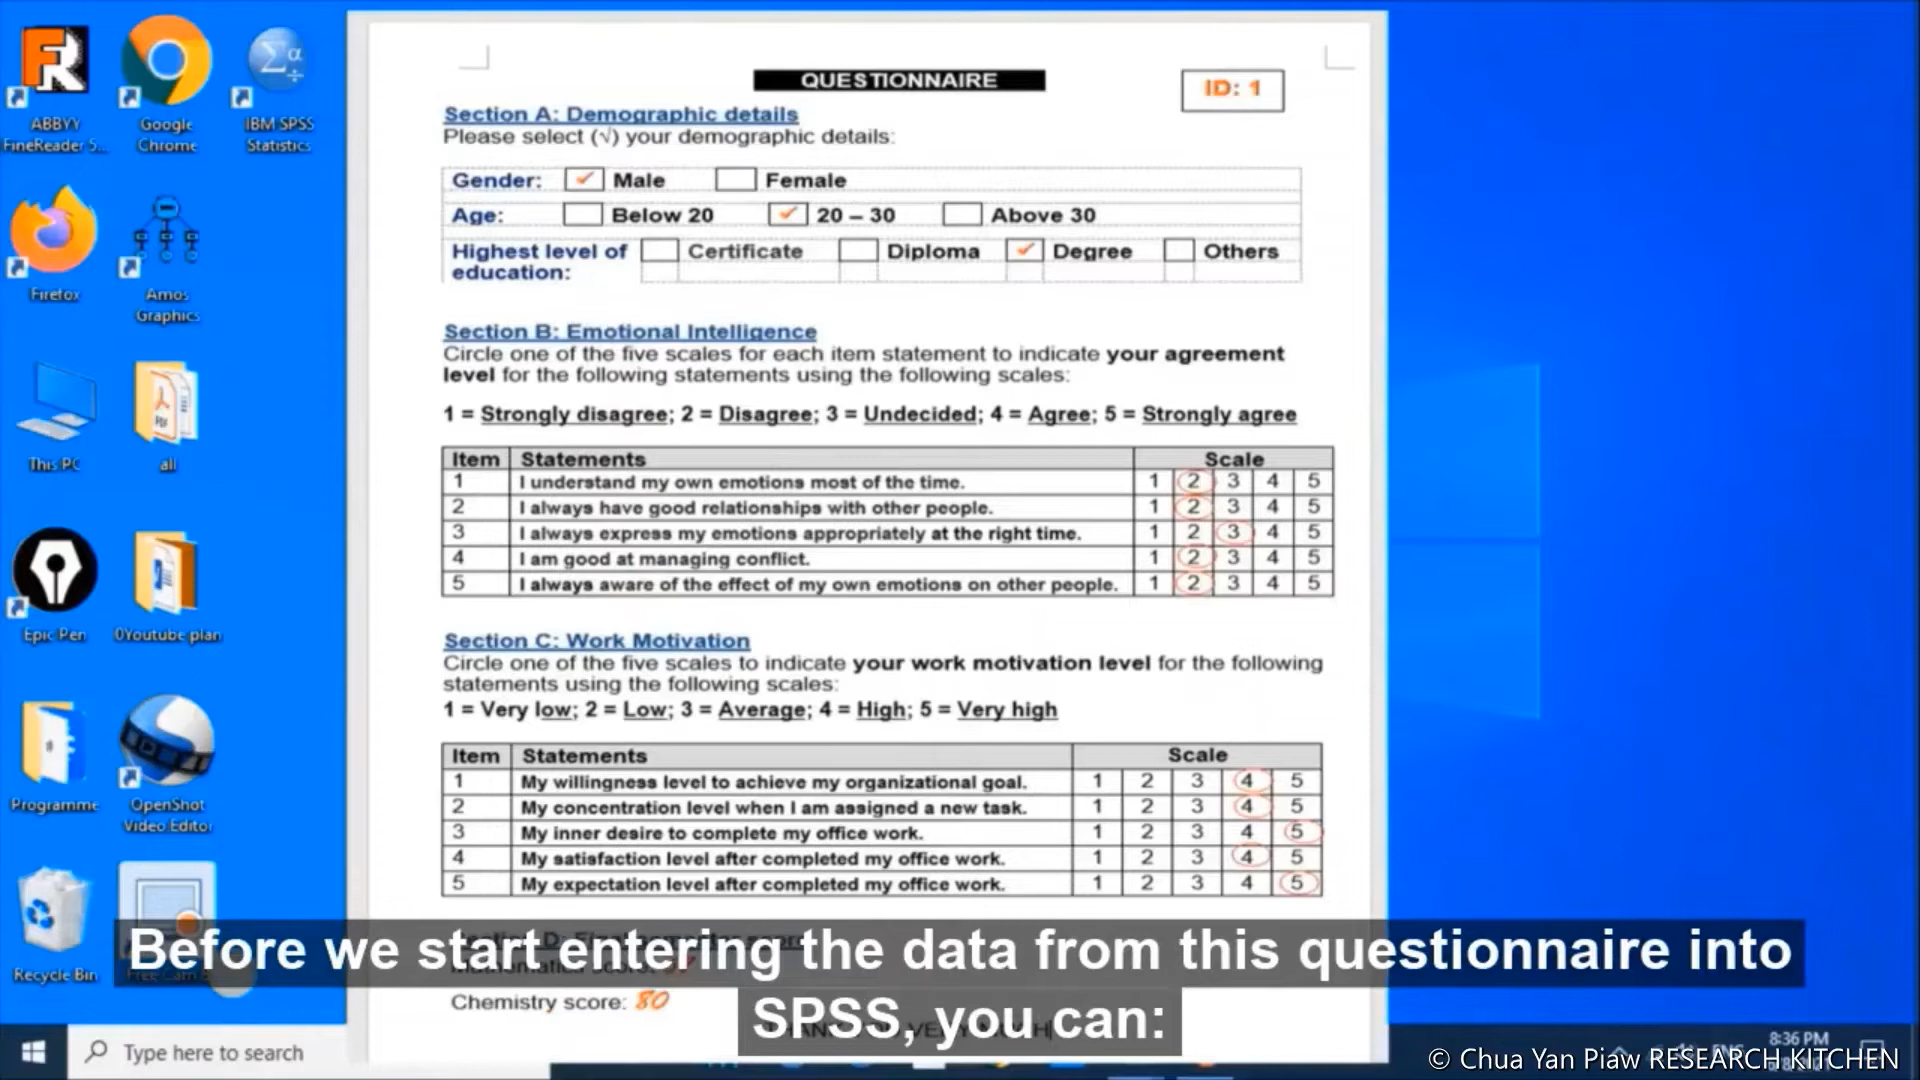 ABBYY
FineReader 5...
Google
Chrome
IBM SPSS
Statistics
Firefox
Amos
Graphics
This PC
all
Epic Pen
0Youtube plan
Programme
OpenShot
Video Editor
Recycle Bin
QUESTIONNAIRE
ID: 1
Section A: Demographic details
Please select (√) your demographic details:
Gender: ✓ Male Female
Age: Below 20 ✓ 20 – 30 Above 30
Highest level of Certificate Diploma ✓ Degree Others
education:
Section B: Emotional Intelligence
Circle one of the five scales for each item statement to indicate your agreement
level for the following statements using the following scales:
1 = Strongly disagree; 2 = Disagree; 3 = Undecided; 4 = Agree; 5 = Strongly agree
Item Statements Scale
1 I understand my own emotions most of the time. 1 2 3 4 5
2 I always have good relationships with other people. 1 2 3 4 5
3 I always express my emotions appropriately at the right time. 1 2 3 4 5
4 I am good at managing conflict. 1 2 3 4 5
5 I always aware of the effect of my own emotions on other people. 1 2 3 4 5
Section C: Work Motivation
Circle one of the five scales to indicate your work motivation level for the following
statements using the following scales:
1 = Very low; 2 = Low; 3 = Average; 4 = High; 5 = Very high
Item Statements Scale
1 My willingness level to achieve my organizational goal. 1 2 3 4 5
2 My concentration level when I am assigned a new task. 1 2 3 4 5
3 My inner desire to complete my office work. 1 2 3 4 5
4 My satisfaction level after completed my office work. 1 2 3 4 5
5 My expectation level after completed my office work. 1 2 3 4 5
Before we start entering the data from this questionnaire into
SPSS, you can:
Chemistry score: 80
Type here to search
8:36 PM
© Chua Yan Piaw RESEARCH KITCHEN